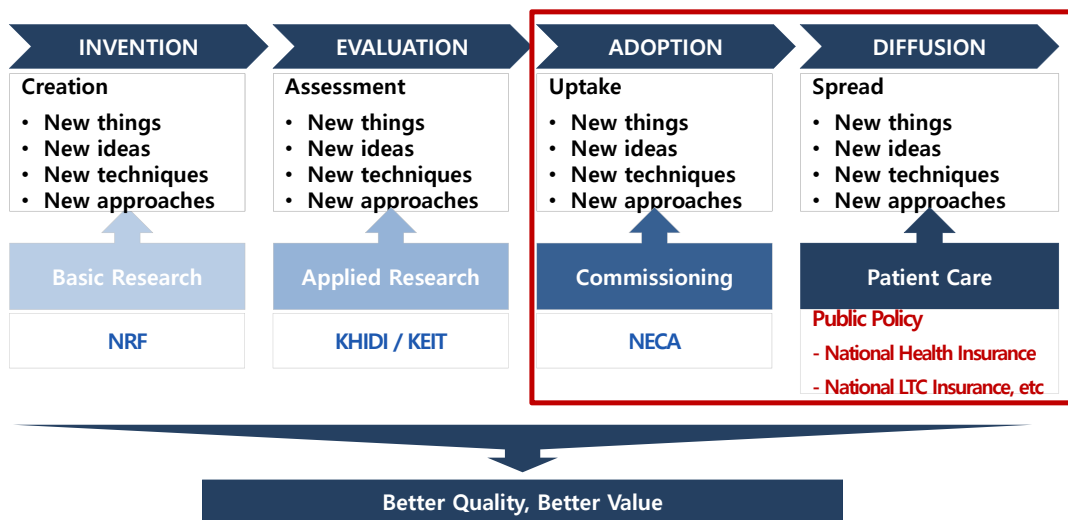 INVENTION
EVALUATION
ADOPTION
DIFFUSION
Creation
• New things
• New ideas
• New techniques
• New approaches
Assessment
• New things
• New ideas
• New techniques
• New approaches
Uptake
• New things
• New ideas
• New techniques
• New approaches
Spread
• New things
• New ideas
• New techniques
• New approaches
Basic Research
Applied Research
Commissioning
Patient Care
NRF
KHIDI / KEIT
NECA
Public Policy
- National Health Insurance
- National LTC Insurance, etc
Better Quality, Better Value